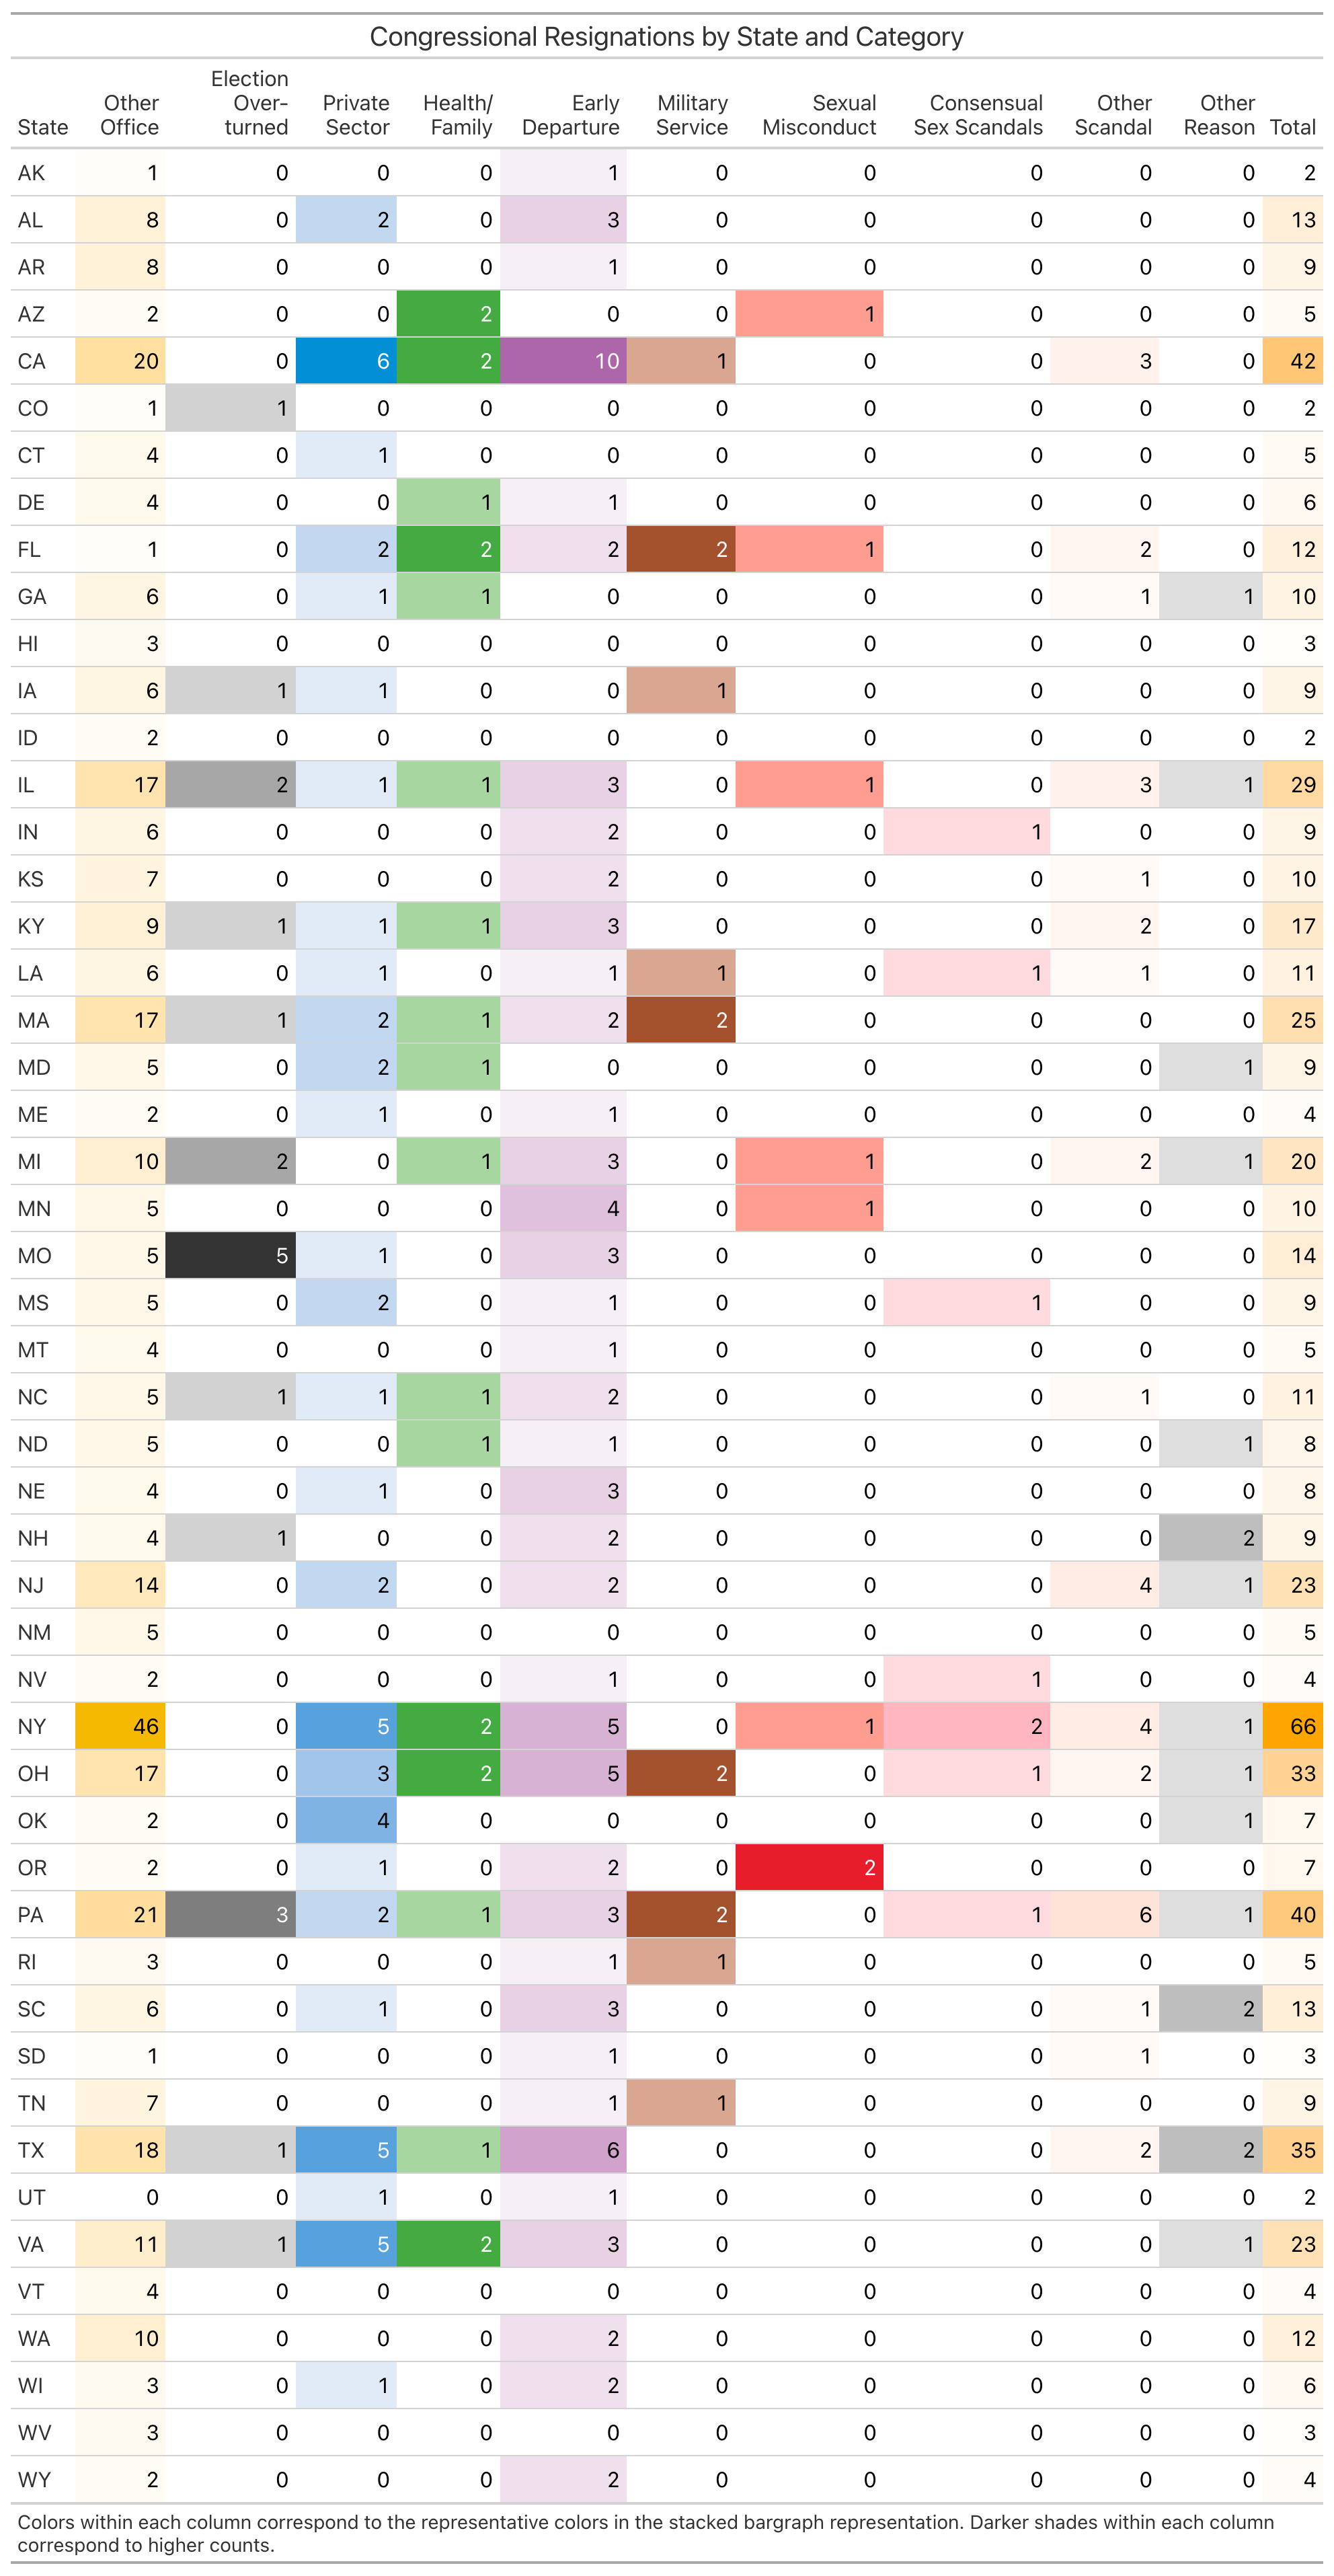 Congressional Resignations by State and Category
State Other Office Election Over-turned Private Sector Health/Family Early Departure Military Service Sexual Misconduct Consensual Sex Scandals Other Scandal Other Reason Total
AK 1 0 0 0 1 0 0 0 0 0 2
AL 8 0 2 0 3 0 0 0 0 0 13
AR 8 0 0 0 1 0 0 0 0 0 9
AZ 2 0 0 2 0 0 1 0 0 0 5
CA 20 0 6 2 10 1 0 0 3 0 42
CO 1 1 0 0 0 0 0 0 0 0 2
CT 4 0 1 0 0 0 0 0 0 0 5
DE 4 0 0 1 1 0 0 0 0 0 6
FL 1 0 2 2 2 2 1 0 2 0 12
GA 6 0 1 1 0 0 0 0 1 1 10
HI 3 0 0 0 0 0 0 0 0 0 3
IA 6 1 1 0 0 1 0 0 0 0 9
ID 2 0 0 0 0 0 0 0 0 0 2
IL 17 2 1 1 3 0 1 0 3 1 29
IN 6 0 0 0 2 0 0 1 0 0 9
KS 7 0 0 0 2 0 0 0 1 0 10
KY 9 1 1 1 3 0 0 0 2 0 17
LA 6 0 1 0 1 1 0 1 1 0 11
MA 17 1 2 1 2 2 0 0 0 0 25
MD 5 0 2 1 0 0 0 0 0 1 9
ME 2 0 1 0 1 0 0 0 0 0 4
MI 10 2 0 1 3 0 1 0 2 1 20
MN 5 0 0 0 4 0 1 0 0 0 10
MO 5 5 1 0 3 0 0 0 0 0 14
MS 5 0 2 0 1 0 0 1 0 0 9
MT 4 0 0 0 1 0 0 0 0 0 5
NC 5 1 1 1 2 0 0 0 1 0 11
ND 5 0 0 1 1 0 0 0 0 1 8
NE 4 0 1 0 3 0 0 0 0 0 8
NH 4 1 0 0 2 0 0 0 0 2 9
NJ 14 0 2 0 2 0 0 0 4 1 23
NM 5 0 0 0 0 0 0 0 0 0 5
NV 2 0 0 0 1 0 0 1 0 0 4
NY 46 0 5 2 5 0 1 2 4 1 66
OH 17 0 3 2 5 2 0 1 2 1 33
OK 2 0 4 0 0 0 0 0 0 1 7
OR 2 0 1 0 2 0 2 0 0 0 7
PA 21 3 2 1 3 2 0 1 6 1 40
RI 3 0 0 0 1 1 0 0 0 0 5
SC 6 0 1 0 3 0 0 0 1 2 13
SD 1 0 0 0 1 0 0 0 1 0 3
TN 7 0 0 0 1 1 0 0 0 0 9
TX 18 1 5 1 6 0 0 0 2 2 35
UT 0 0 1 0 1 0 0 0 0 0 2
VA 11 1 5 2 3 0 0 0 0 1 23
VT 4 0 0 0 0 0 0 0 0 0 4
WA 10 0 0 0 2 0 0 0 0 0 12
WI 3 0 1 0 2 0 0 0 0 0 6
WV 3 0 0 0 0 0 0 0 0 0 3
WY 2 0 0 0 2 0 0 0 0 0 4
Colors within each column correspond to the representative colors in the stacked bargraph representation. Darker shades within each column
correspond to higher counts.